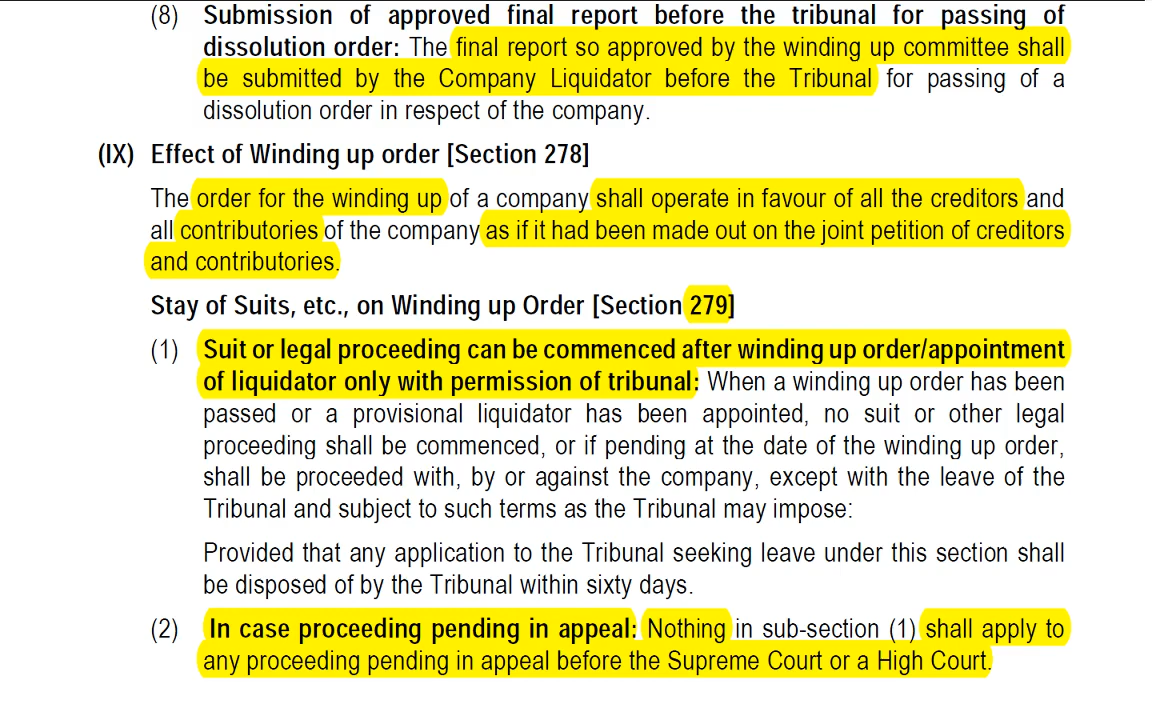 (8) Submission of approved final report before the tribunal for passing of
dissolution order: The final report so approved by the winding up committee shall
be submitted by the Company Liquidator before the Tribunal for passing of a
dissolution order in respect of the company.
(IX) Effect of Winding up order [Section 278]
The order for the winding up of a company shall operate in favour of all the creditors and
all contributories of the company as if it had been made out on the joint petition of creditors
and contributories.
Stay of Suits, etc., on Winding up Order [Section 279]
(1) Suit or legal proceeding can be commenced after winding up order/appointment
of liquidator only with permission of tribunal: When a winding up order has been
passed or a provisional liquidator has been appointed, no suit or other legal
proceeding shall be commenced, or if pending at the date of the winding up order,
shall be proceeded with, by or against the company, except with the leave of the
Tribunal and subject to such terms as the Tribunal may impose:
Provided that any application to the Tribunal seeking leave under this section shall
be disposed of by the Tribunal within sixty days.
(2) In case proceeding pending in appeal: Nothing in sub-section (1) shall apply to
any proceeding pending in appeal before the Supreme Court or a High Court.